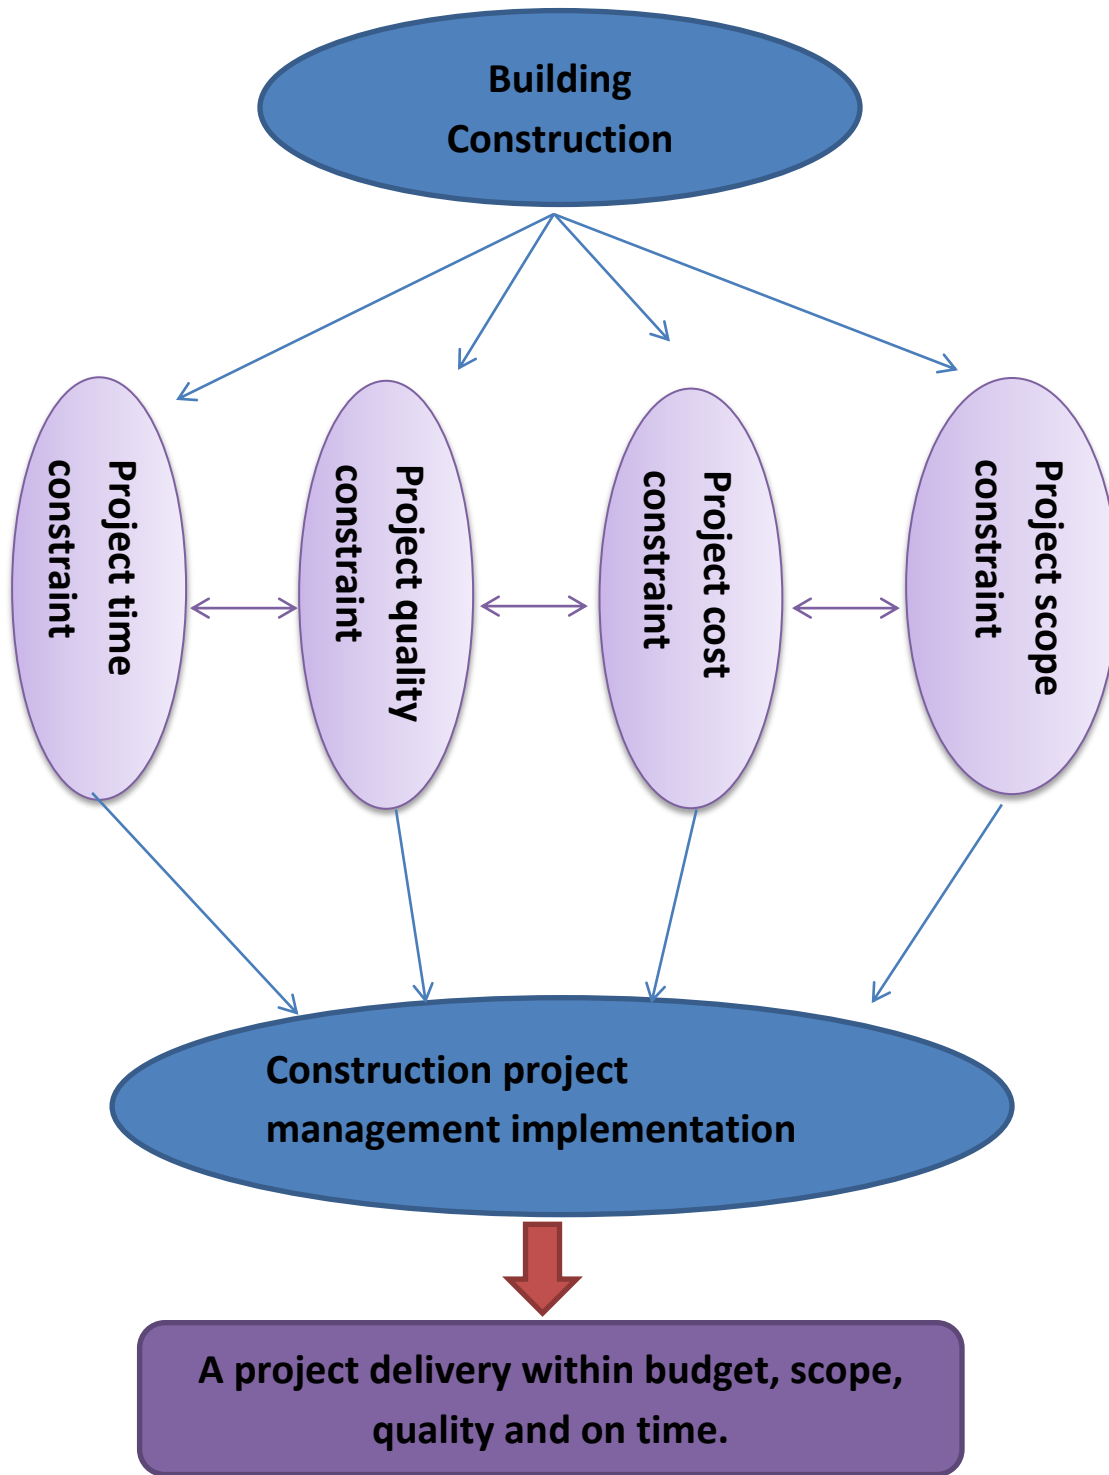 Building
Construction
Project time
constraint
Project quality
constraint
Project cost
constraint
Project scope
constraint
Construction project
management implementation
A project delivery within budget, scope,
quality and on time.